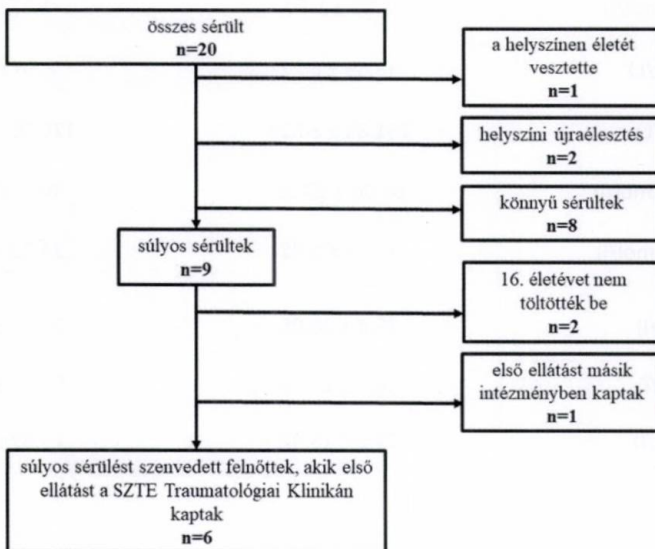 összes sérült
n=20
a helyszínen életét
vesztette
n=1
helyszíni újraélesztés
n=2
könnyű sérültek
n=8
súlyos sérültek
n=9
16. életévet nem
töltötték be
n=2
első ellátást másik
intézményben kaptak
n=1
súlyos sérülést szenvedett felnőttek, akik első
ellátást a SZTE Traumatológiai Klinikán
kaptak
n=6